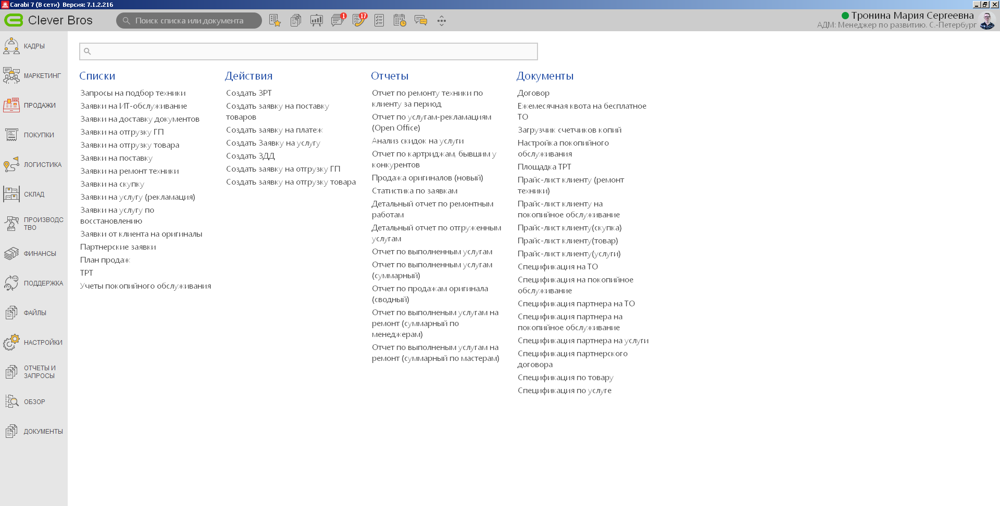 Carabi 7 (В сети) Версия: 7.1.2.216
Clever Bros
Поиск списка или документа
1
17
Тронина Мария Сергеевна
АДМ: Менеджер по развитию. С.-Петербург
КАДРЫ
МАРКЕТИНГ
ПРОДАЖИ
ПОКУПКИ
ЛОГИСТИКА
СКЛАД
ПРОИЗВОДС
ТВО
ФИНАНСЫ
ПОДДЕРЖКА
ФАЙЛЫ
НАСТРОЙКИ
ОТЧЕТЫ И
ЗАПРОСЫ
ОБЗОР
ДОКУМЕНТЫ
Списки
Запросы на подбор техники
Заявки на ИТ-обслуживание
Заявки на доставку документов
Заявки на отгрузку ГП
Заявки на отгрузку товара
Заявки на поставку
Заявки на ремонт техники
Заявки на скупку
Заявки на услугу (рекламация)
Заявки на услугу по
восстановлению
Заявки от клиента на оригиналы
Партнерские заявки
План продаж
ТРТ
Учеты покопийного обслуживания
Действия
Создать ЗРТ
Создать заявку на поставку
товаров
Создать заявку на платеж
Создать Заявку на услугу
Создать ЗДД
Создать заявку на отгрузку ГП
Создать заявку на отгрузку товара
Отчеты
Отчет по ремонту техники по
клиенту за период
Отчет по услугам-рекламациям
(Open Office)
Анализ скидок на услуги
Отчет по картриджам, бывшим у
конкурентов
Продажа оригиналов (новый)
Статистика по заявкам
Детальный отчет по ремонтным
работам
Детальный отчет по отгруженным
услугам
Отчет по выполненным услугам
Отчет по выполненным услугам
(суммарный)
Отчет по продажам оригинала
(сводный)
Отчет по выполненым услугам на
ремонт (суммарный по
менеджерам)
Отчет по выполненым услугам на
ремонт (суммарный по мастерам)
Документы
Договор
Ежемесячная квота на бесплатное
ТО
Загрузчик счетчиков копий
Настройка покопийного
обслуживания
Площадка ТРТ
Прайс-лист клиенту (ремонт
техники)
Прайс-лист клиенту на
покопийное обслуживание
Прайс-лист клиенту(скупка)
Прайс-лист клиенту(товар)
Прайс-лист клиенту(услуги)
Спецификация на ТО
Спецификация на покопийное
обслуживание
Спецификация партнера на ТО
Спецификация партнера на
покопийное обслуживание
Спецификация партнера на услуги
Спецификация партнерского
договора
Спецификация по товару
Спецификация по услуге